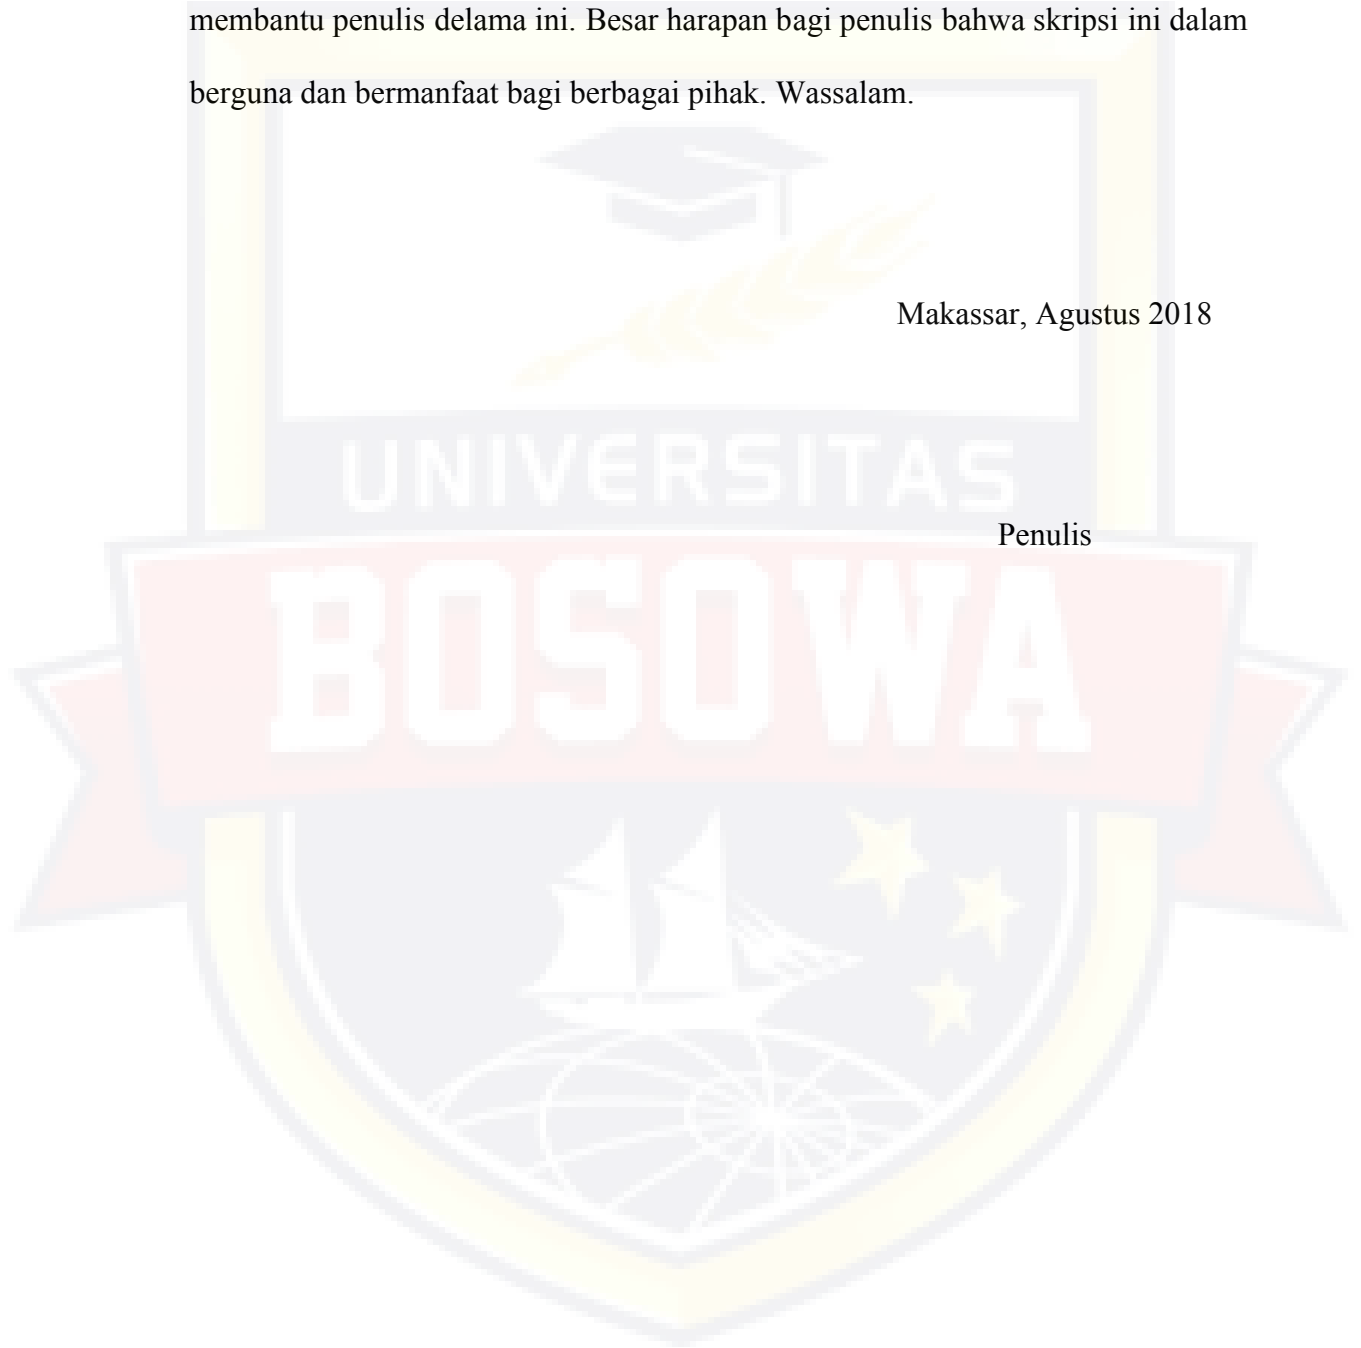 membantu penulis delama ini. Besar harapan bagi penulis bahwa skripsi ini dalam
berguna dan bermanfaat bagi berbagai pihak. Wassalam.
Makassar, Agustus 2018
UNIVERSITAS
Penulis
BOSOWA